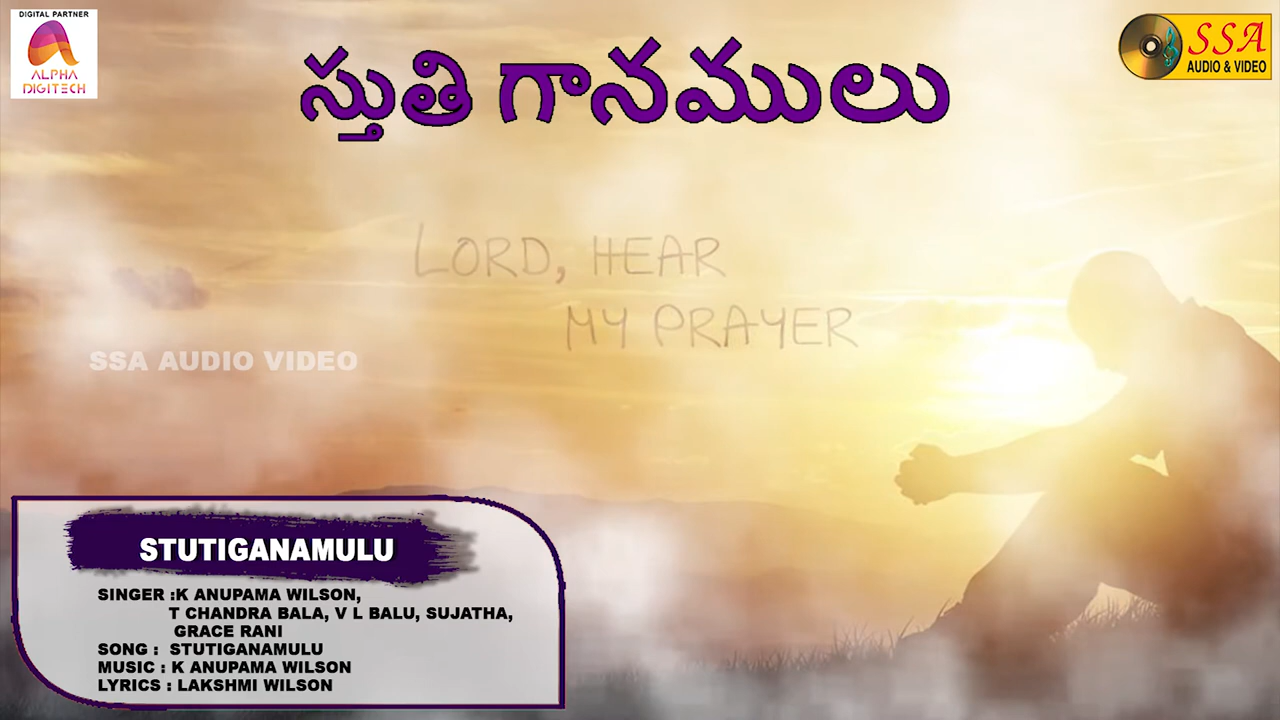 DIGITAL PARTNER
ALPHA
DIGITECH
స్తుతి గానములు
SSA
AUDIO & VIDEO
LORD, HEAR
MY PRAYER
SSA AUDIO VIDEO
STUTIGANAMULU
SINGER :K ANUPAMA WILSON,
T CHANDRA BALA, V L BALU, SUJATHA,
GRACE RANI
SONG : STUTIGANAMULU
MUSIC : K ANUPAMA WILSON
LYRICS : LAKSHMI WILSON